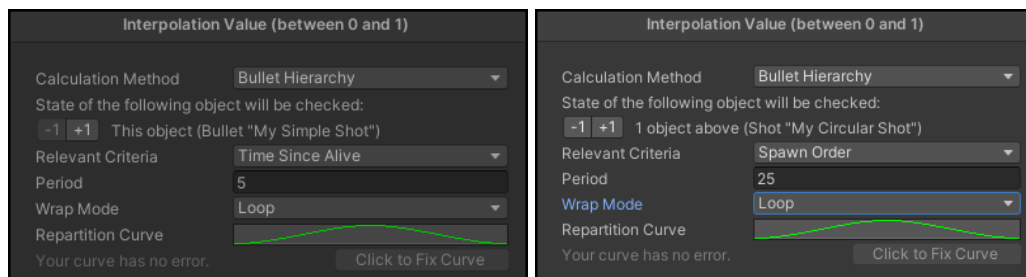 Interpolation Value (between 0 and 1)
Calculation Method Bullet Hierarchy
State of the following object will be checked:
-1 +1 This object (Bullet "My Simple Shot")
Relevant Criteria Time Since Alive
Period 5
Wrap Mode Loop
Repartition Curve
Your curve has no error. Click to Fix Curve
Interpolation Value (between 0 and 1)
Calculation Method Bullet Hierarchy
State of the following object will be checked:
-1 +1 1 object above (Shot "My Circular Shot")
Relevant Criteria Spawn Order
Period 25
Wrap Mode Loop
Repartition Curve
Your curve has no error. Click to Fix Curve